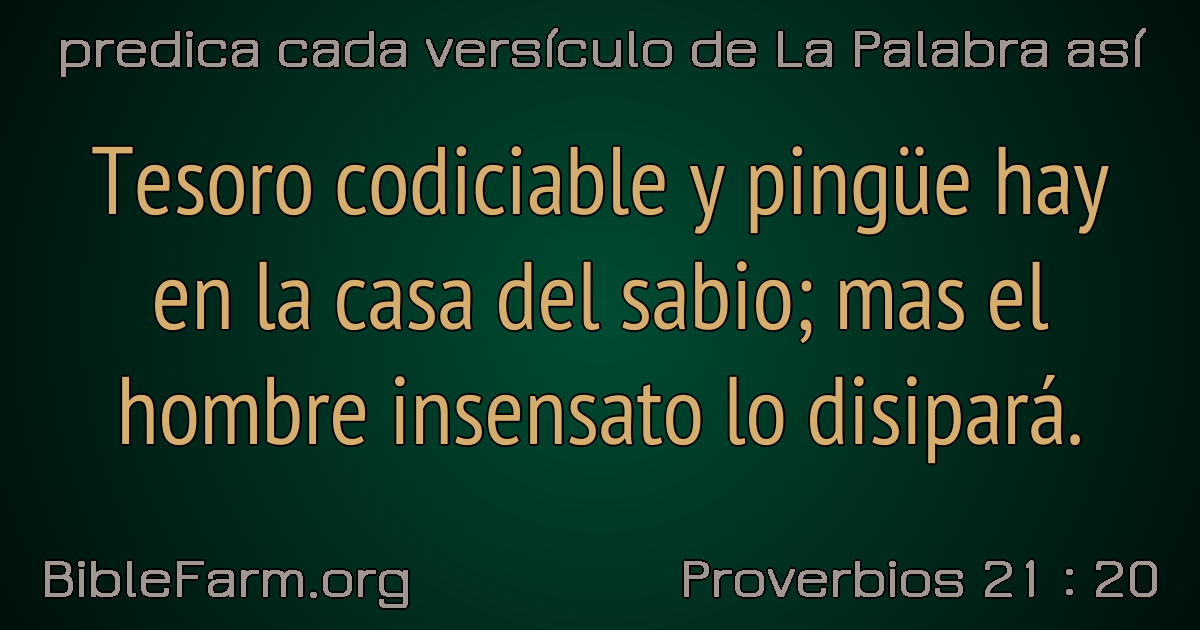 predica cada versículo de La Palabra así
Tesoro codiciable y pingüe hay
en la casa del sabio; mas el
hombre insensato lo disipará.
BibleFarm.org
Proverbios 21 : 20